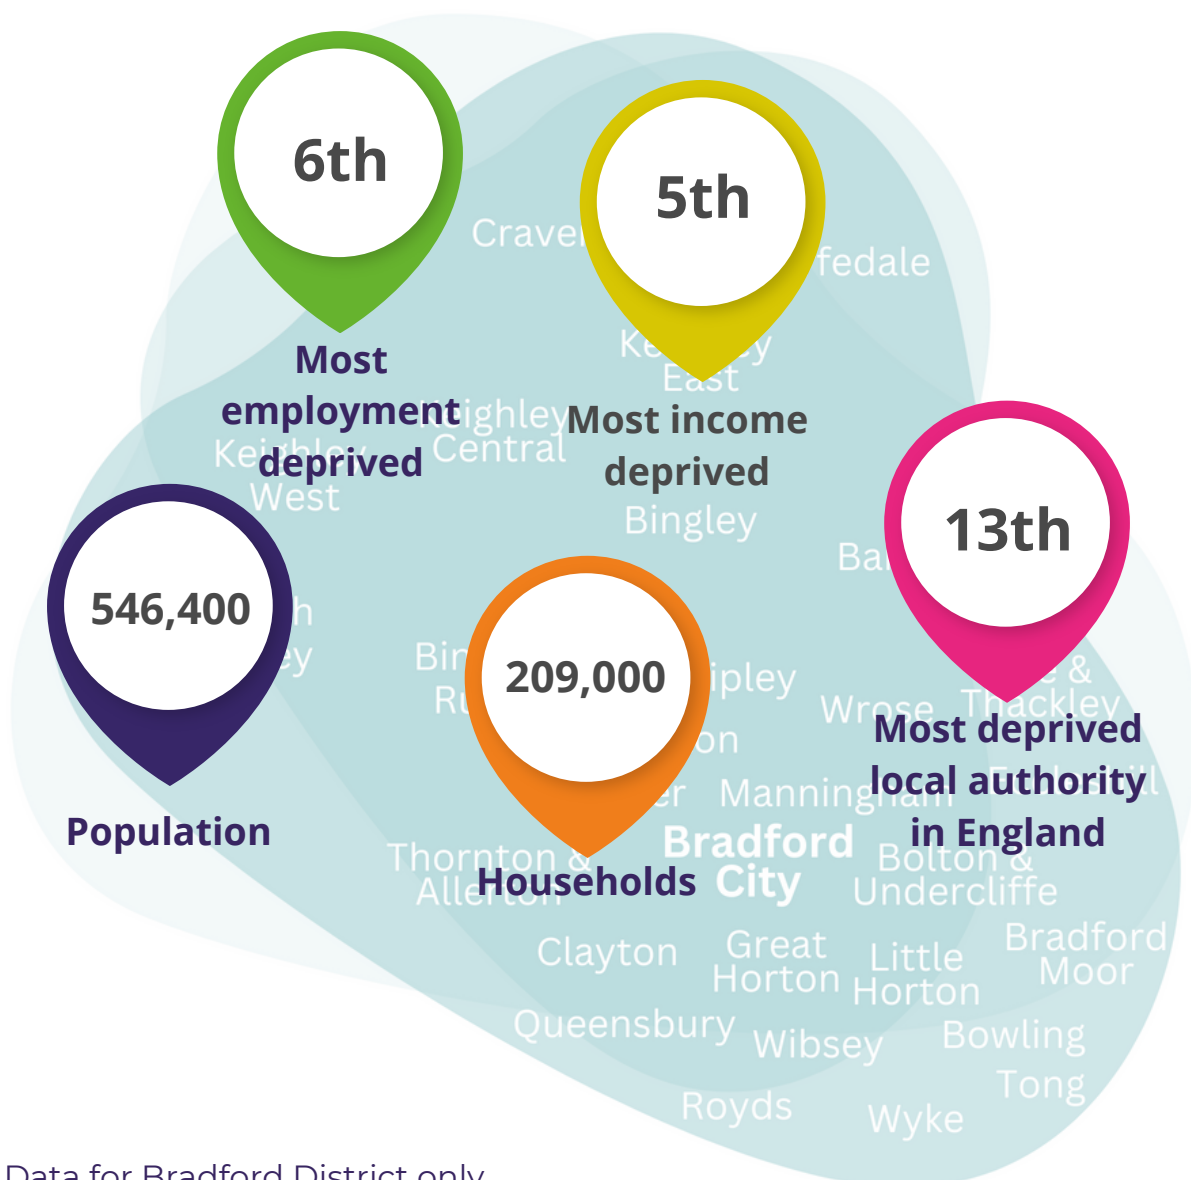 6th
Most
employment
deprived
5th
Most income
deprived
13th
Most deprived
local authority
in England
546,400
Population
209,000
Households
Keighley
Central
Keighley
West
East
Bingley
Wrose
Thackley
Manningham
Bradford
City
Thornton &
Allerton
Bolton &
Undercliffe
Clayton
Great
Horton
Little
Horton
Bradford
Moor
Queensbury
Wibsey
Bowling
Tong
Royds
Wyke
Data for Bradford District only